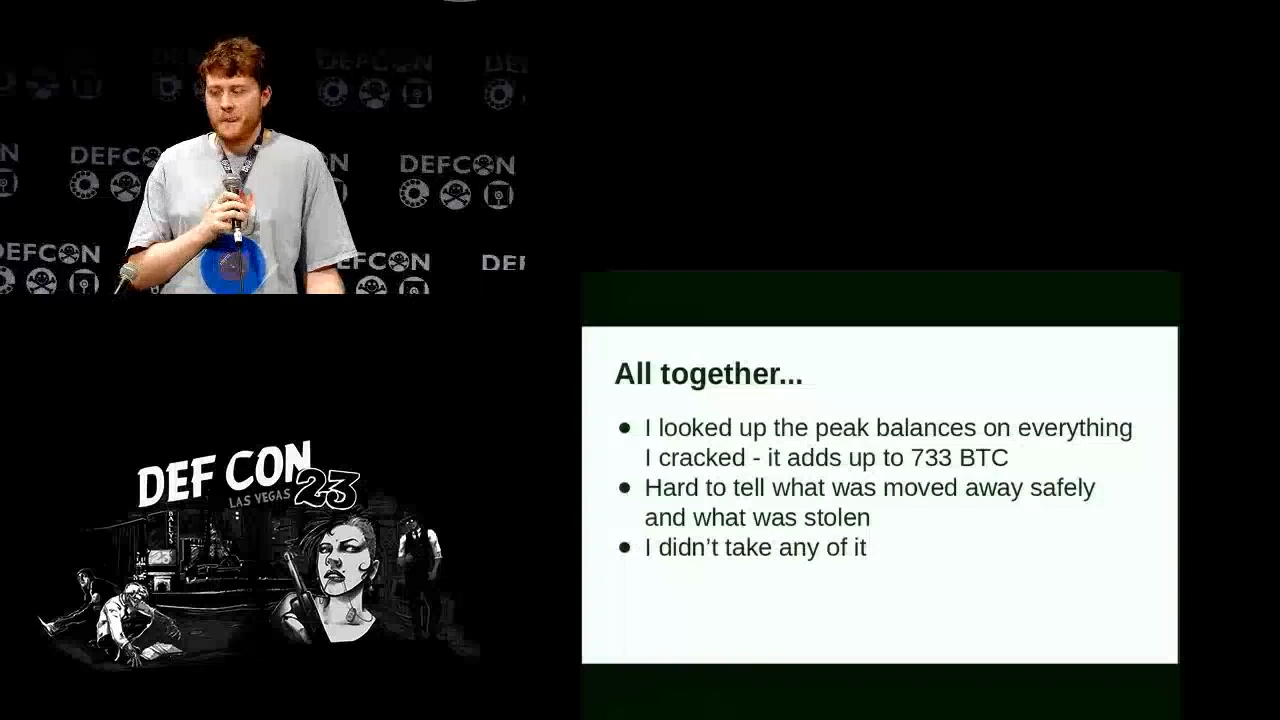 DEFCON
DEFCON
DEFCON
DEFCON
DEF
DEF CON 23
LAS VEGAS
BALLYS
All together...
● I looked up the peak balances on everything
I cracked - it adds up to 733 BTC
● Hard to tell what was moved away safely
and what was stolen
● I didn’t take any of it